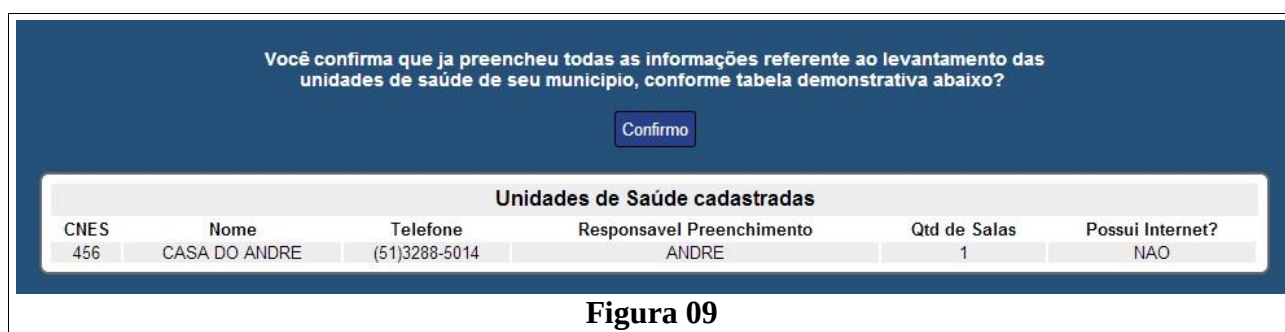 Você confirma que ja preencheu todas as informações referente ao levantamento das
unidades de saúde de seu municipio, conforme tabela demonstrativa abaixo?
Confirmo
Unidades de Saúde cadastradas
CNES Nome Telefone Responsavel Preenchimento Qtd de Salas Possui Internet?
456 CASA DO ANDRE (51)3288-5014 ANDRE 1 NAO
Figura 09